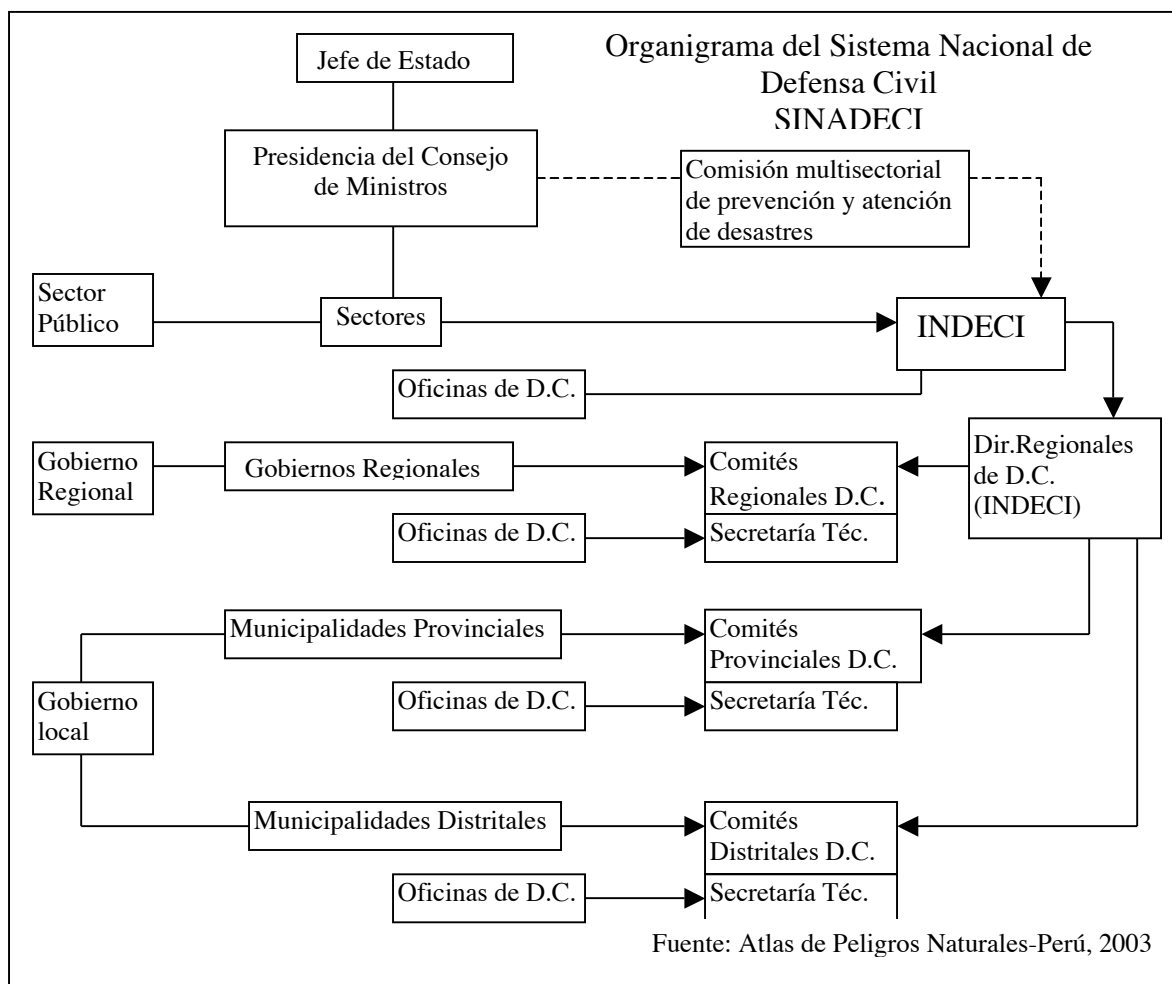 Organigrama del Sistema Nacional de
Defensa Civil
SINADECI
Jefe de Estado
Presidencia del Consejo
de Ministros
Comisión multisectorial
de prevención y atención
de desastres
Sector
Público
Sectores
INDECI
Oficinas de D.C.
Gobierno
Regional
Gobiernos Regionales
Comités
Regionales D.C.
Dir.Regionales
de D.C.
(INDECI)
Oficinas de D.C.
Secretaría Téc.
Municipalidades Provinciales
Comités
Provinciales D.C.
Gobierno
local
Oficinas de D.C.
Secretaría Téc.
Municipalidades Distritales
Comités
Distritales D.C.
Oficinas de D.C.
Secretaría Téc.
Fuente: Atlas de Peligros Naturales-Perú, 2003